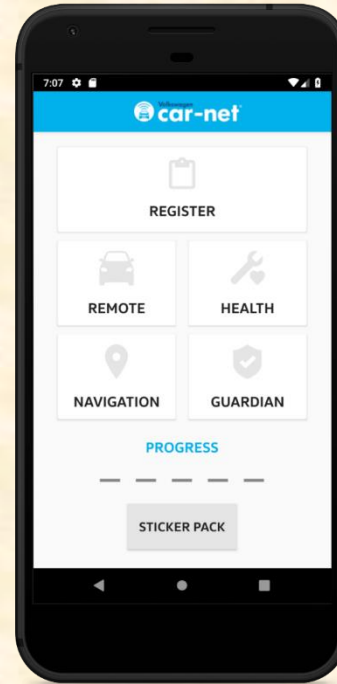 7:07
Volkswagen
car-net
REGISTER
REMOTE HEALTH
NAVIGATION GUARDIAN
PROGRESS
STICKER PACK